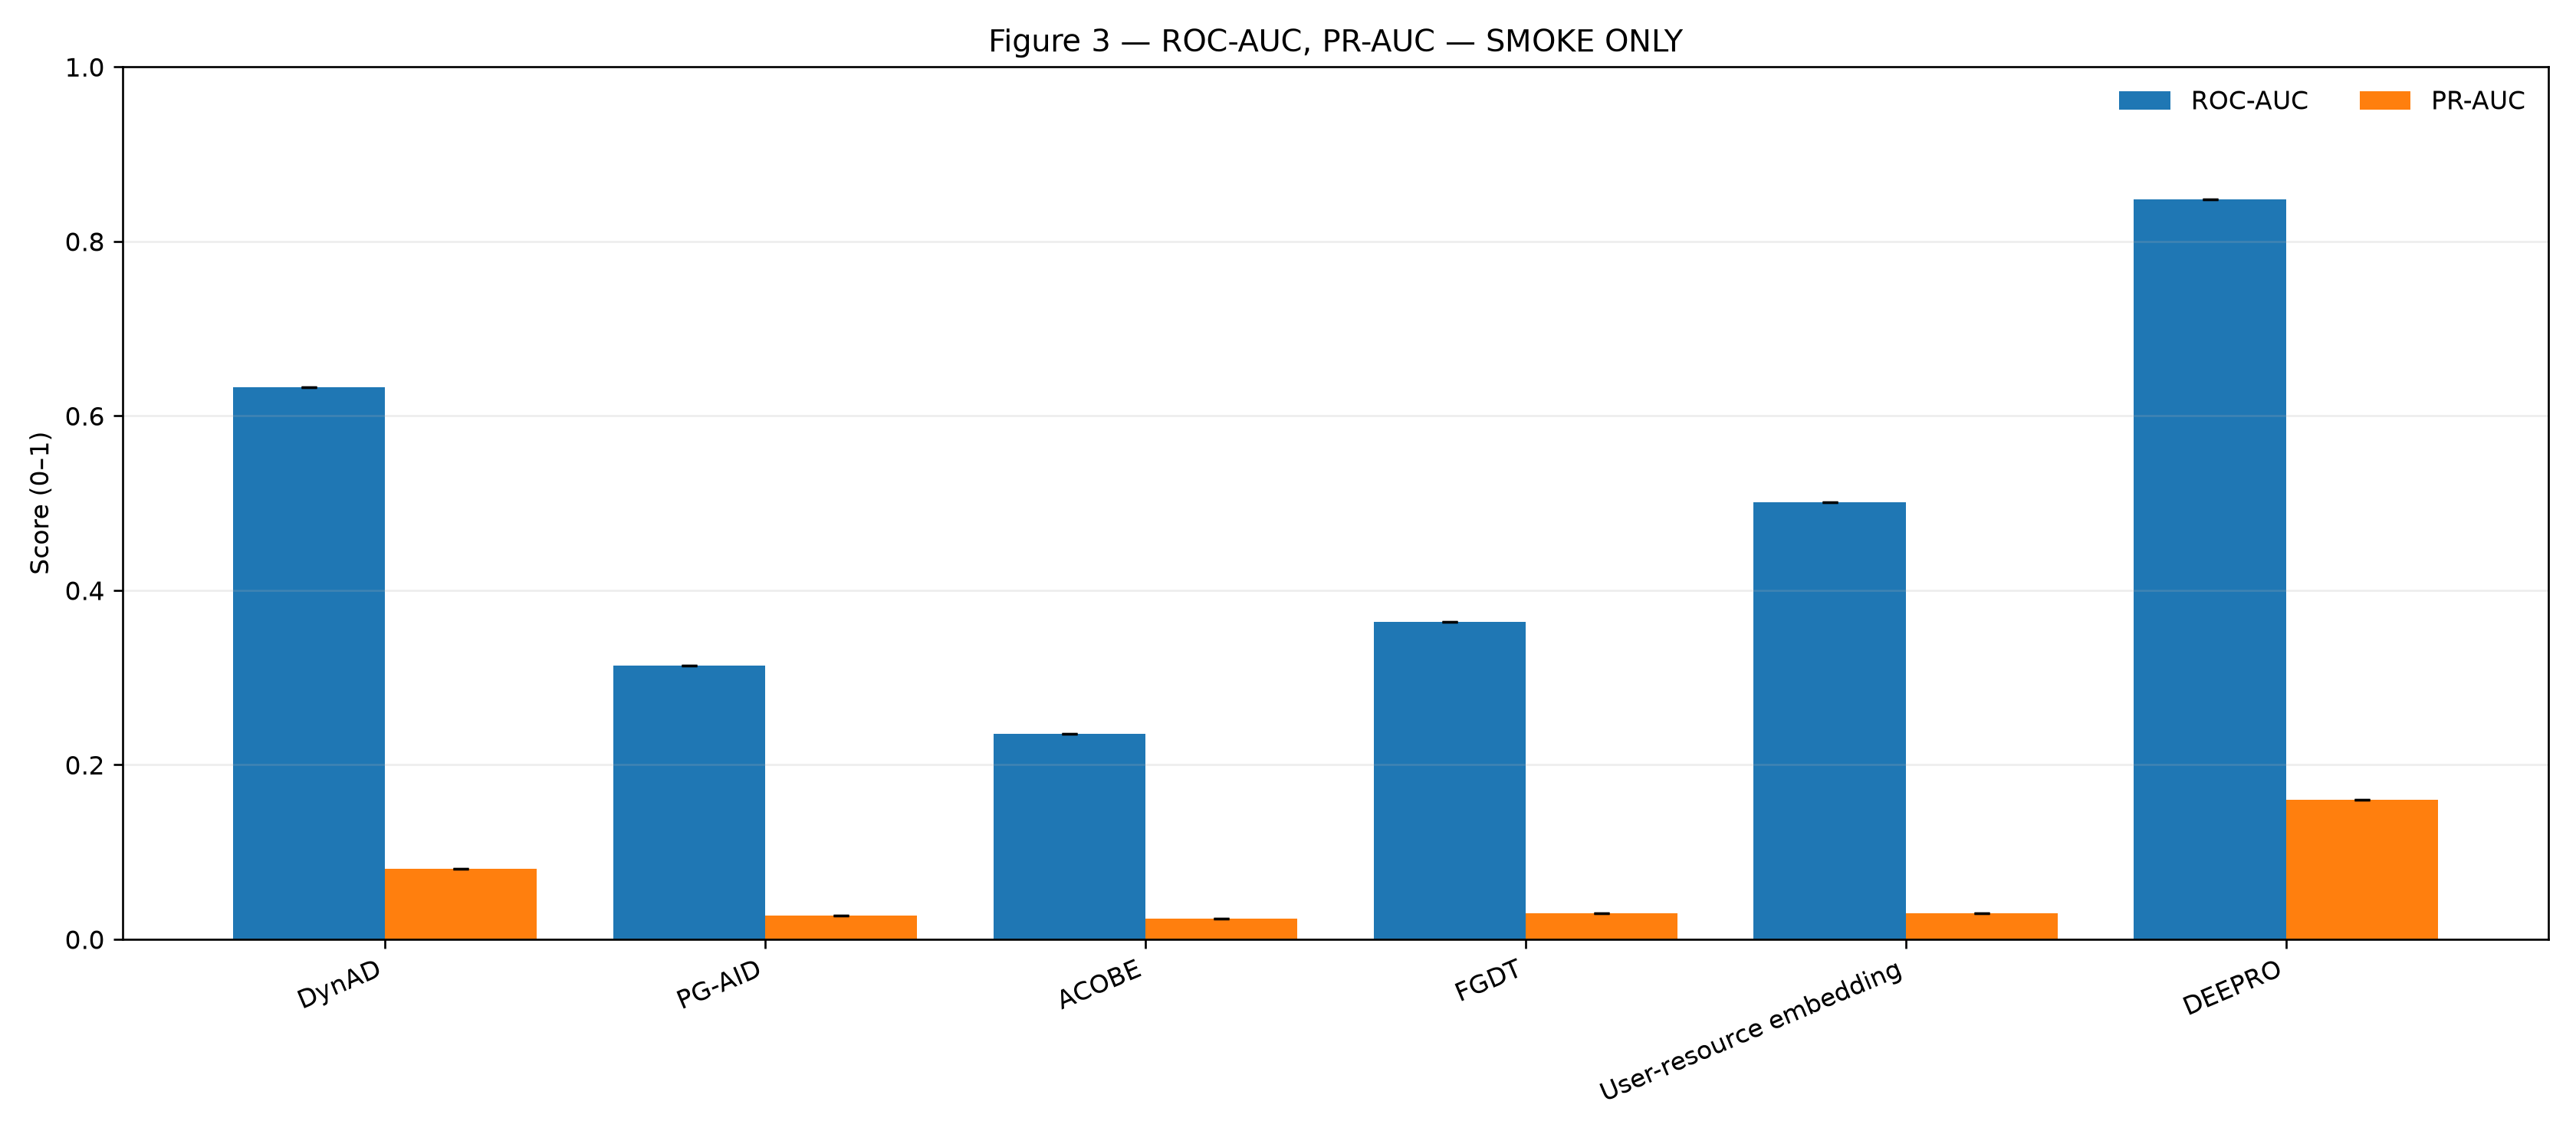 Figure 3 — ROC-AUC, PR-AUC — SMOKE ONLY
ROC-AUC
PR-AUC
Score (0–1)
1.0
0.8
0.6
0.4
0.2
0.0
DynAD
PG-AID
ACOBE
FGDT
User-resource embedding
DEEPRO